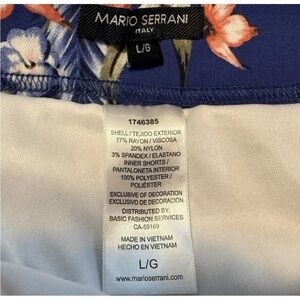 MARIO SERRANI
ITALY
L/G
1746385
SHELL / TEJIDO EXTERIOR
77% RAYON / VISCOSA
20% NYLON
3% SPANDEX / ELASTANO
INNER SHORTS /
PANTALONETA INTERIOR
100% POLYESTER /
POLIÉSTER
EXCLUSIVE OF DECORATION
EXCLUSIVO DE DECORACIÓN
DISTRIBUTED BY:
BASIC FASHION SERVICES
CA-59169
MADE IN VIETNAM
HECHO EN VIETNAM
L/G
www.marioserrani.com